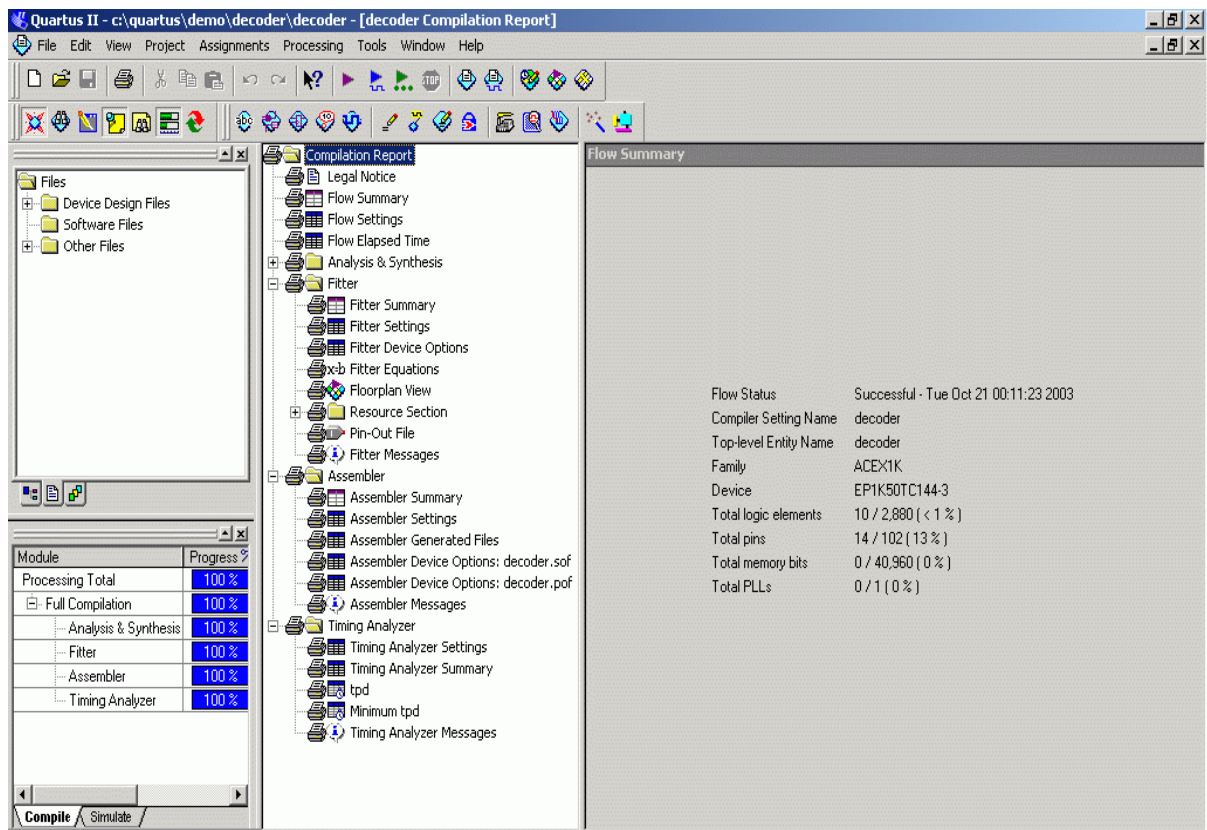 Quartus II - c:\quartus\demo\decoder\decoder - [decoder Compilation Report]
File Edit View Project Assignments Processing Tools Window Help
STOP
abc
Files
Device Design Files
Software Files
Other Files
Module Progress %
Processing Total 100 %
Full Compilation 100 %
Analysis & Synthesis 100 %
Fitter 100 %
Assembler 100 %
Timing Analyzer 100 %
Compile Simulate
Compilation Report
Legal Notice
Flow Summary
Flow Settings
Flow Elapsed Time
Analysis & Synthesis
Fitter
Fitter Summary
Fitter Settings
Fitter Device Options
x=b Fitter Equations
Floorplan View
Resource Section
Pin-Out File
Fitter Messages
Assembler
Assembler Summary
Assembler Settings
Assembler Generated Files
Assembler Device Options: decoder.sof
Assembler Device Options: decoder.pof
Assembler Messages
Timing Analyzer
Timing Analyzer Settings
Timing Analyzer Summary
tpd
Minimum tpd
Timing Analyzer Messages
Flow Summary
Flow Status Successful - Tue Oct 21 00:11:23 2003
Compiler Setting Name decoder
Top-level Entity Name decoder
Family ACEX1K
Device EP1K50TC144-3
Total logic elements 10 / 2,880 ( < 1 % )
Total pins 14 / 102 ( 13 % )
Total memory bits 0 / 40,960 ( 0 % )
Total PLLs 0 / 1 ( 0 % )